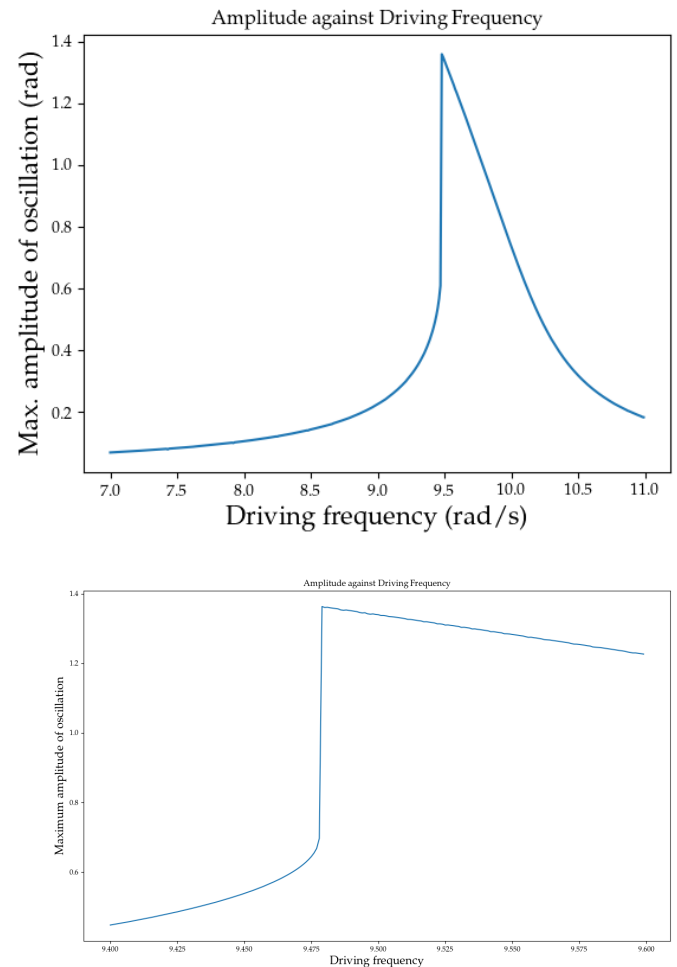 Amplitude against Driving Frequency
Max. amplitude of oscillation (rad)
1.4
1.2
1.0
0.8
0.6
0.4
0.2
7.0 7.5 8.0 8.5 9.0 9.5 10.0 10.5 11.0
Driving frequency (rad/s)
Amplitude against Driving Frequency
Maximum amplitude of oscillation
1.4
1.2
1.0
0.8
0.6
9.400 9.425 9.450 9.475 9.500 9.525 9.550 9.575 9.600
Driving frequency